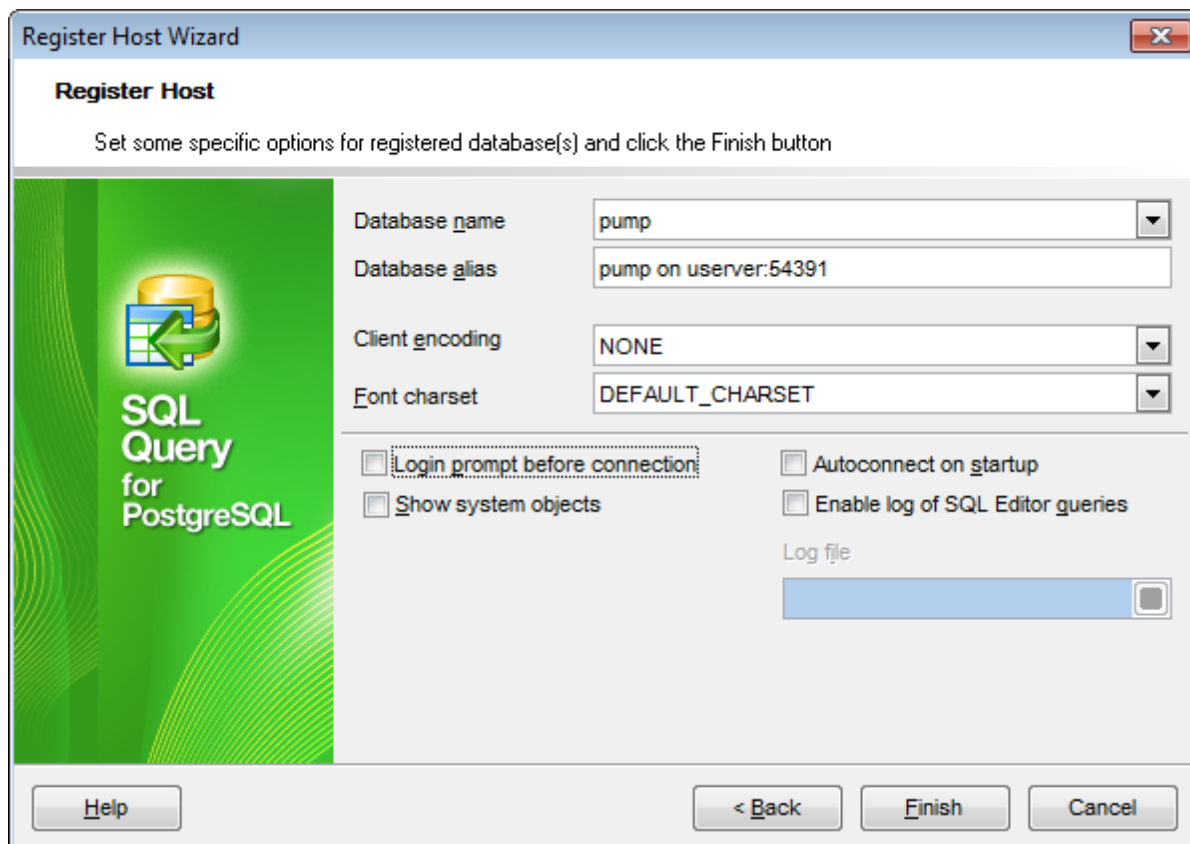 Register Host Wizard
Register Host
Set some specific options for registered database(s) and click the Finish button
SQL
Query
for
PostgreSQL
Database name
pump
Database alias
pump on userver:54391
Client encoding
NONE
Font charset
DEFAULT_CHARSET
Login prompt before connection
Autoconnect on startup
Show system objects
Enable log of SQL Editor queries
Log file
Help
< Back
Finish
Cancel